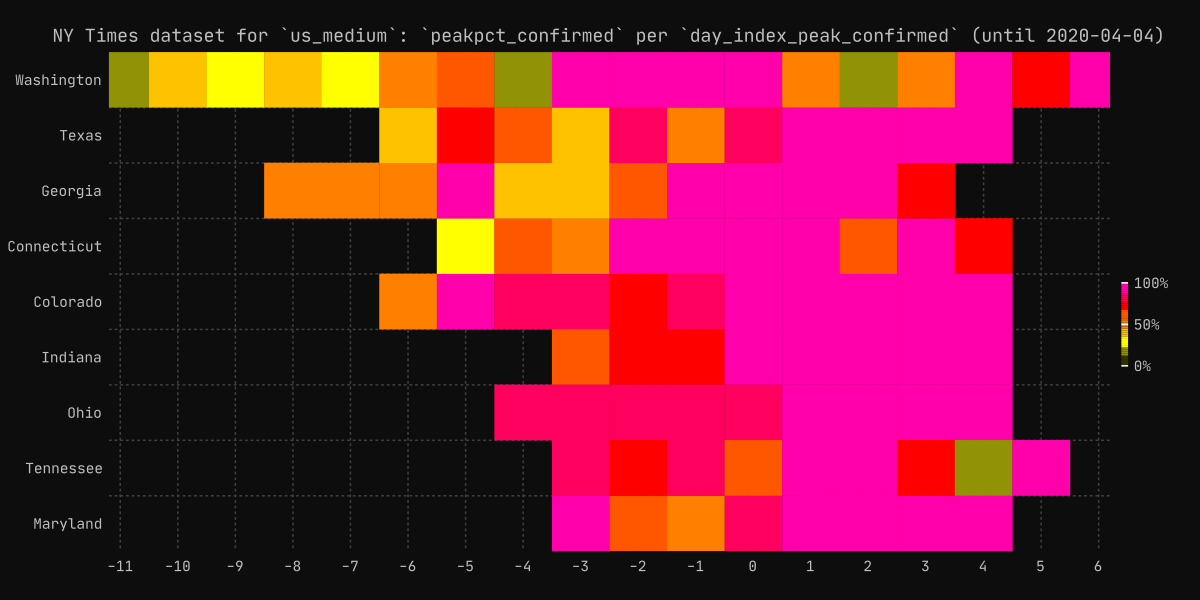 NY Times dataset for `us_medium`: `peakpct_confirmed` per `day_index_peak_confirmed` (until 2020-04-04)
Washington
Texas
Georgia
Connecticut
Colorado
Indiana
Ohio
Tennessee
Maryland
100%
50%
0%
-11 -10 -9 -8 -7 -6 -5 -4 -3 -2 -1 0 1 2 3 4 5 6